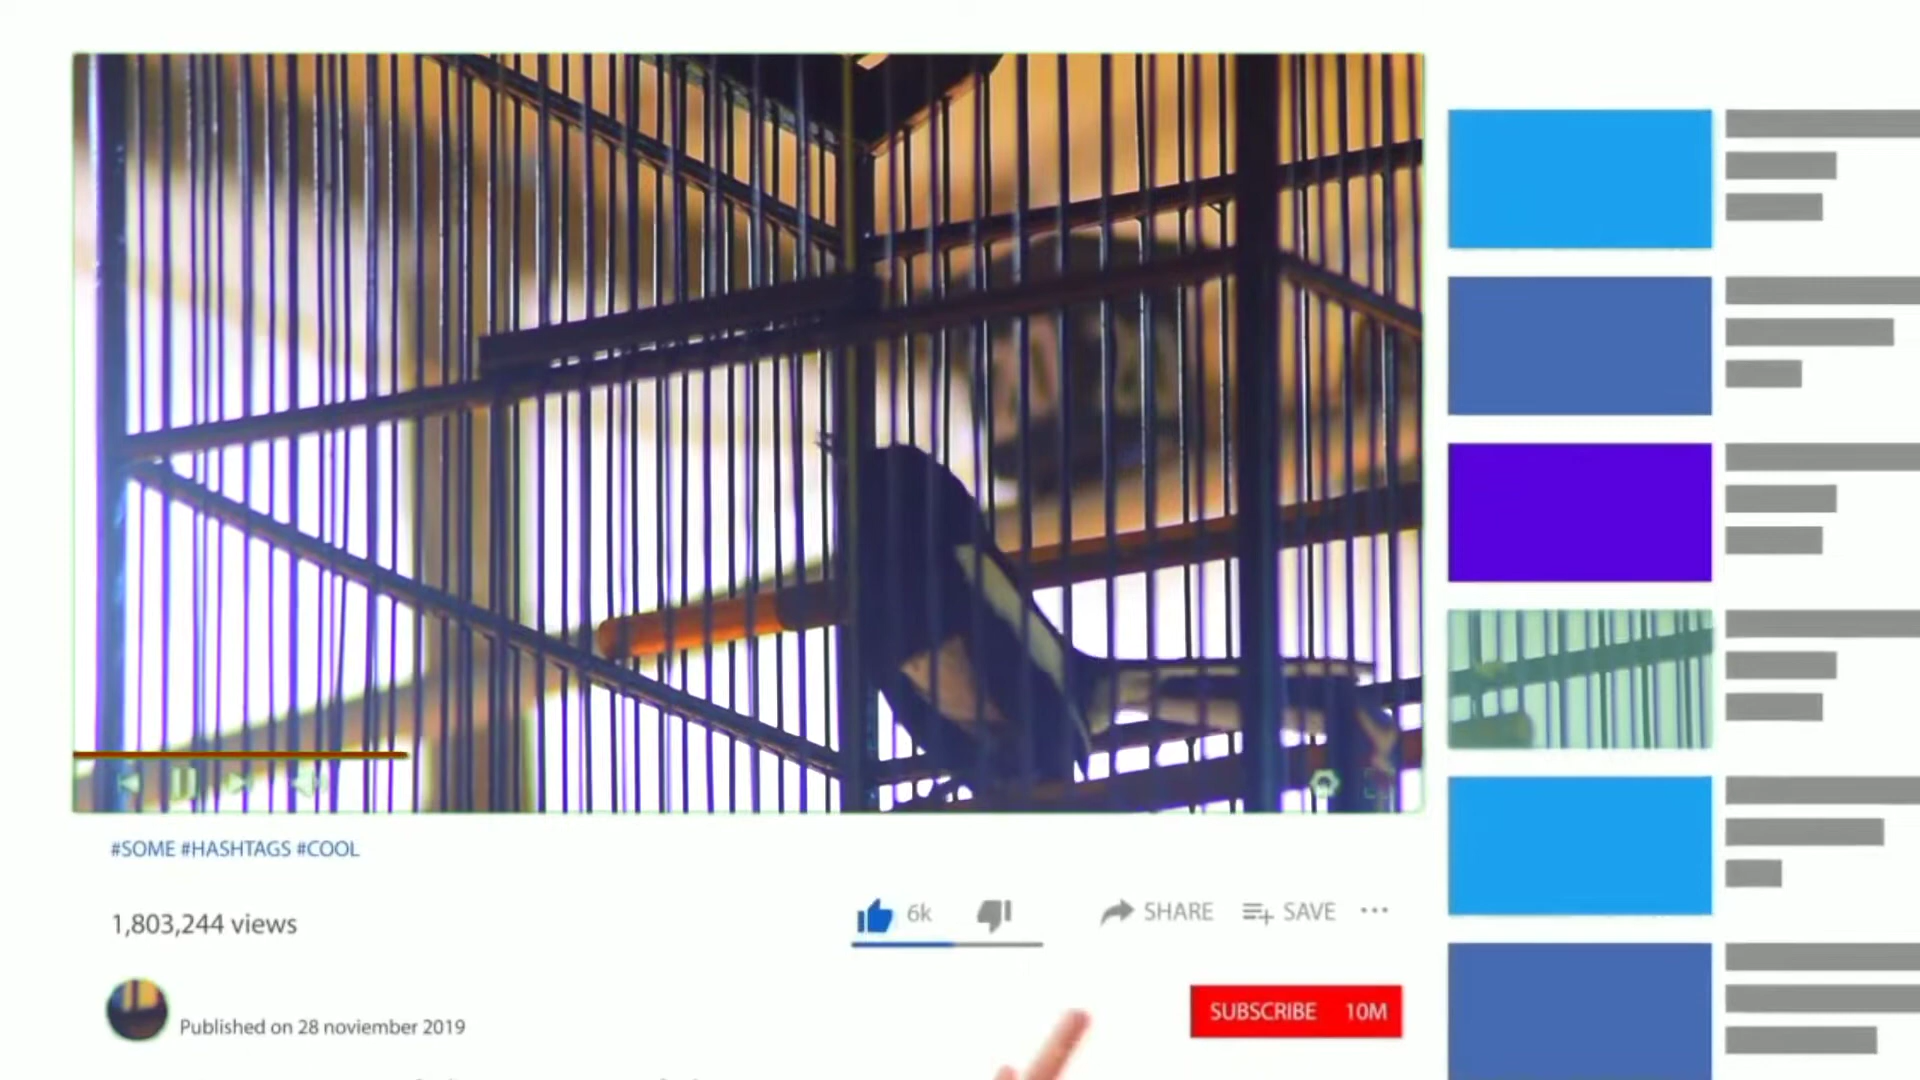 #SOME #HASHTAGS #COOL
1,803,244 views
6k
SHARE
SAVE
Published on 28 noviember 2019
SUBSCRIBE 10M